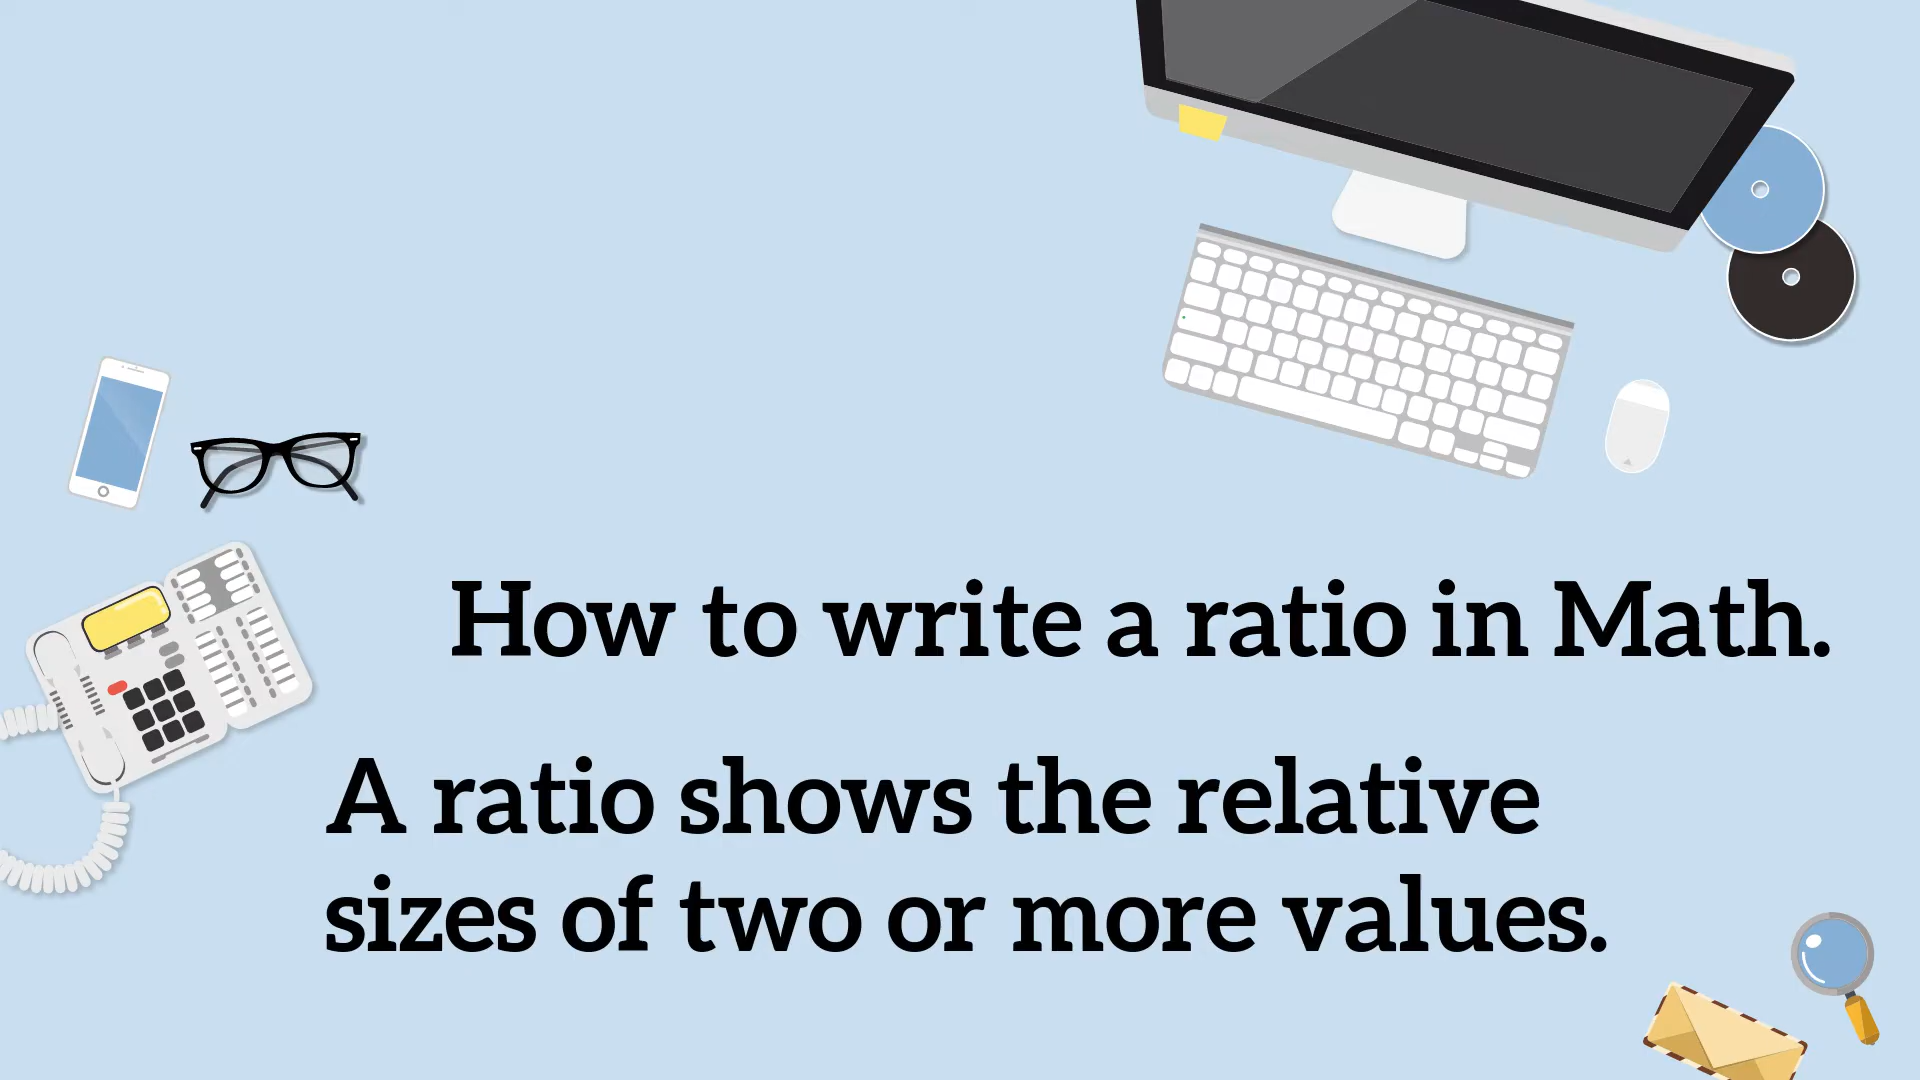 How to write a ratio in Math.
A ratio shows the relative
sizes of two or more values.